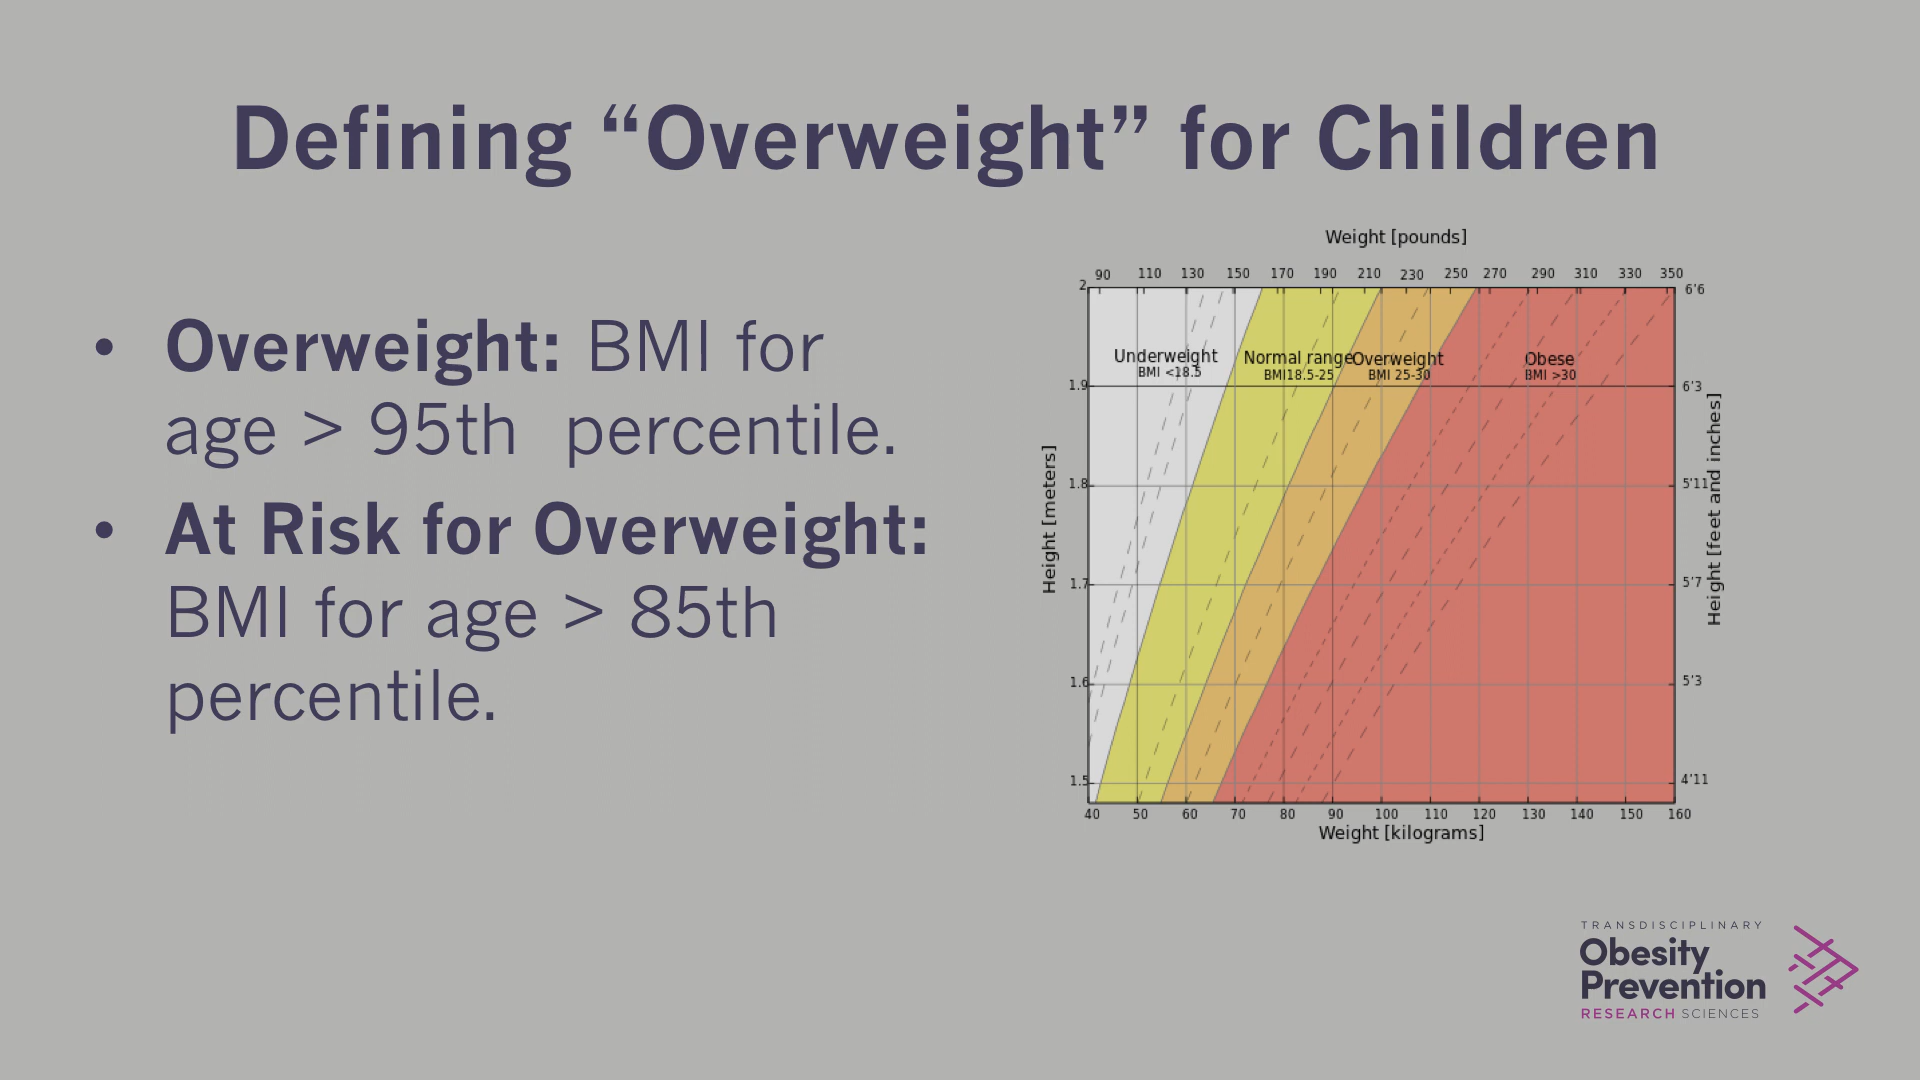 Defining “Overweight” for Children
• Overweight: BMI for
age > 95th percentile.
• At Risk for Overweight:
BMI for age > 85th
percentile.
Weight [pounds]
90 110 130 150 170 190 210 230 250 270 290 310 330 350
2 6'6
Underweight Normal range Overweight Obese
BMI <18.5 BMI18.5-25 BMI 25-30 BMI >30
1.9 6'3
1.8 5'11
1.7 5'7
1.6 5'3
1.5 4'11
Height [meters]
Height [feet and inches]
40 50 60 70 80 90 100 110 120 130 140 150 160
Weight [kilograms]
TRANSDISCIPLINARY
Obesity
Prevention
RESEARCH SCIENCES